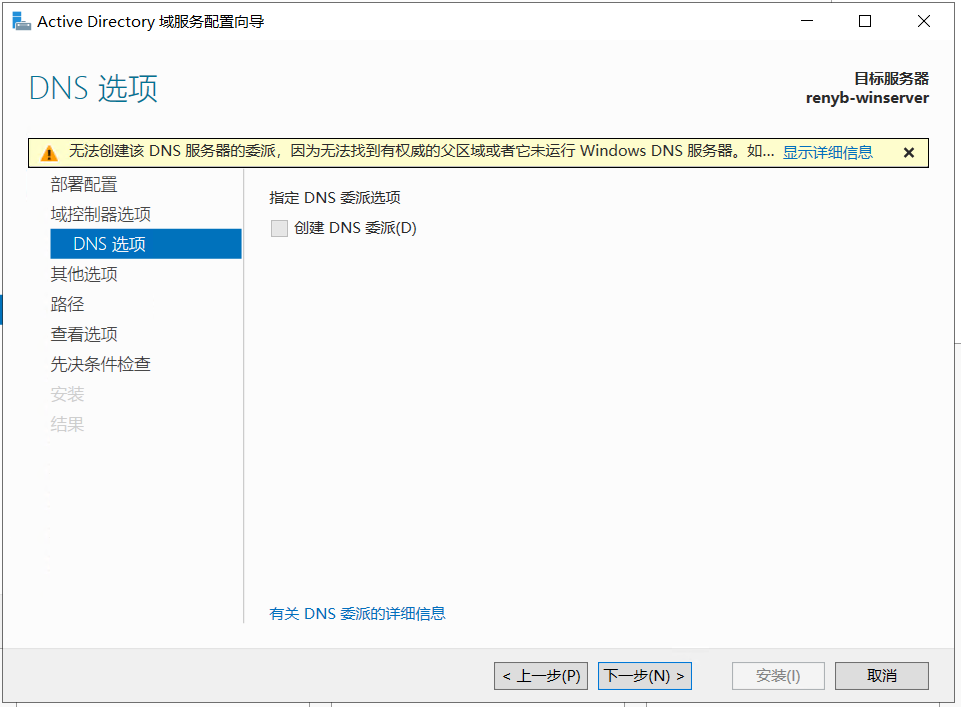 Active Directory 域服务配置向导
DNS 选项
目标服务器
renyb-winserver
无法创建该 DNS 服务器的委派，因为无法找到有权威的父区域或者它未运行 Windows DNS 服务器。如... 显示详细信息
部署配置
域控制器选项
DNS 选项
其他选项
路径
查看选项
先决条件检查
安装
结果
指定 DNS 委派选项
创建 DNS 委派(D)
有关 DNS 委派的详细信息
< 上一步(P) 下一步(N) > 安装(I) 取消